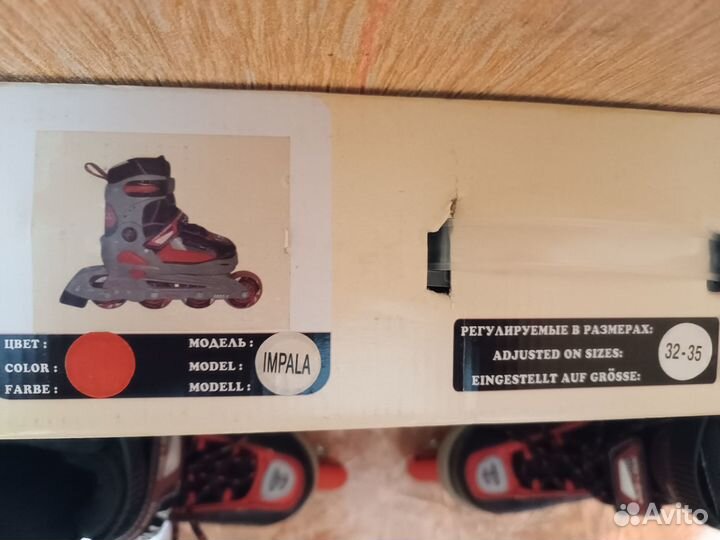 ЦВЕТ :
COLOR :
FARBE :
МОДЕЛЬ :
MODEL :
MODELL :
IMPALA
РЕГУЛИРУЕМЫЕ В РАЗМЕРАХ:
ADJUSTED ON SIZES:
EINGESTELLT AUF GRÖSSE:
32-35
Avito